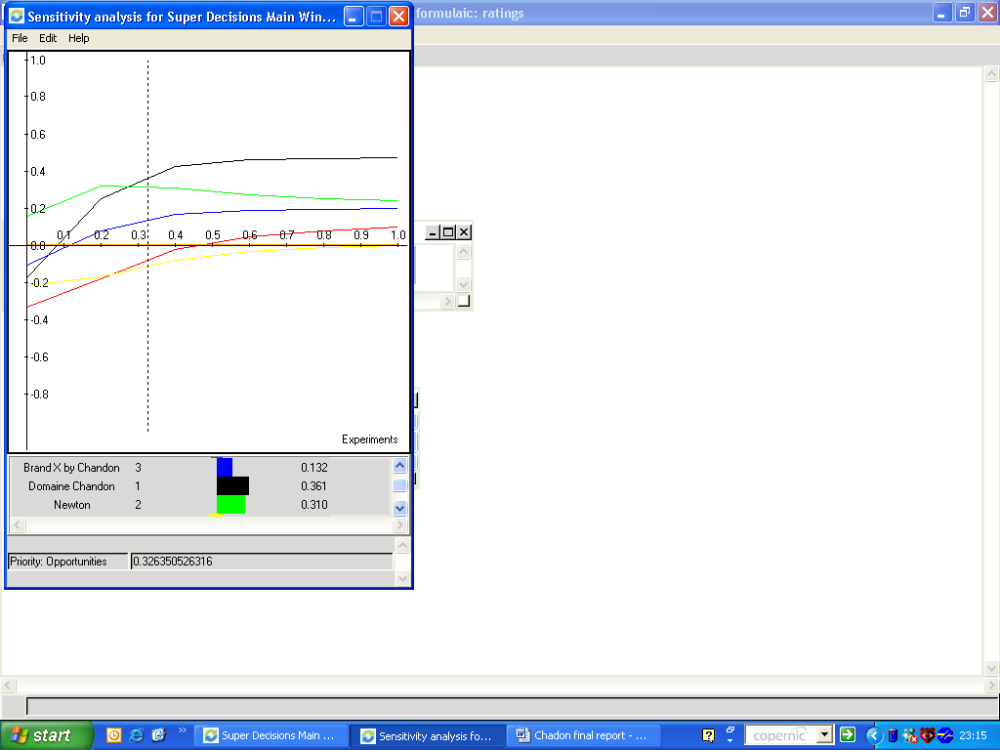 Sensitivity analysis for Super Decisions Main Win...
formulaic: ratings
File Edit Help
1.0
0.8
0.6
0.4
0.2
0.1 0.2 0.3 0.4 0.5 0.6 0.7 0.8 0.9 1.0
0.0
-0.2
-0.4
-0.6
-0.8
Experiments
Brand X by Chandon 3 0.132
Domaine Chandon 1 0.361
Newton 2 0.310
Priority: Opportunities 0.326350526316
start Super Decisions Main ... Sensitivity analysis fo... Chadon final report - ... copernic 23:15